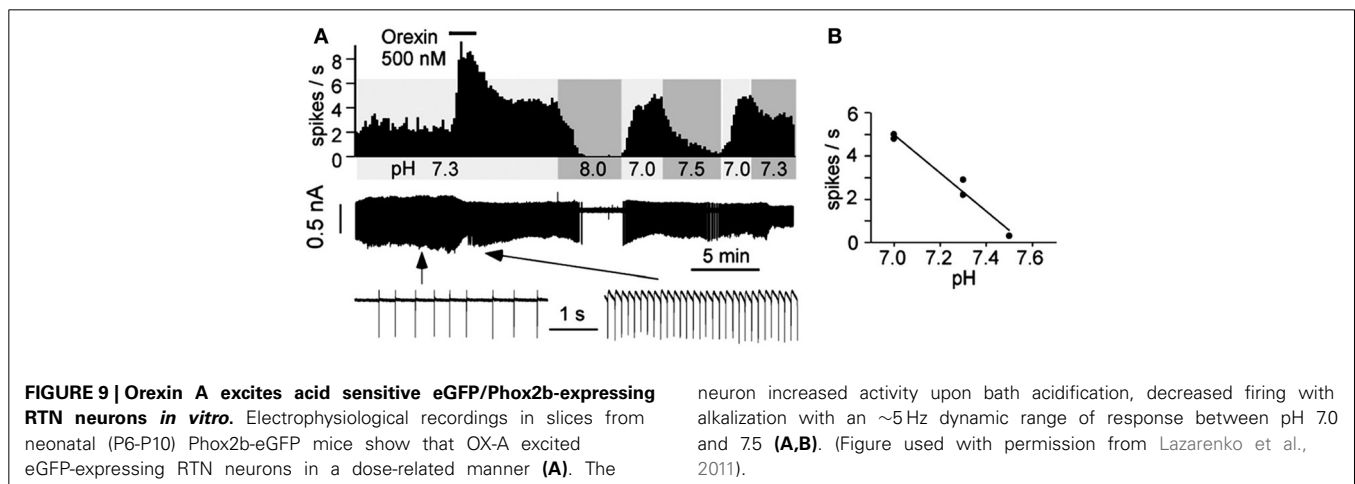 A
Orexin
500 nM
8
6
4
2
0
spikes / s
pH 7.3 8.0 7.0 7.5 7.0 7.3
0.5 nA
5 min
1 s
B
6
4
2
0
spikes / s
7.0 7.2 7.4 7.6
pH
FIGURE 9 | Orexin A excites acid sensitive eGFP/Phox2b-expressing
RTN neurons in vitro. Electrophysiological recordings in slices from
neonatal (P6-P10) Phox2b-eGFP mice show that OX-A excited
eGFP-expressing RTN neurons in a dose-related manner (A). The
neuron increased activity upon bath acidification, decreased firing with
alkalization with an ~5 Hz dynamic range of response between pH 7.0
and 7.5 (A,B). (Figure used with permission from Lazarenko et al.,
2011).